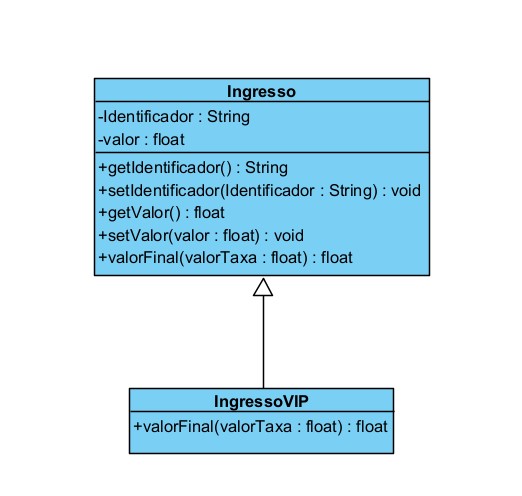 Ingresso
-Identificador : String
-valor : float
+getIdentificador() : String
+setIdentificador(Identificador : String) : void
+getValor() : float
+setValor(valor : float) : void
+valorFinal(valorTaxa : float) : float
IngressoVIP
+valorFinal(valorTaxa : float) : float